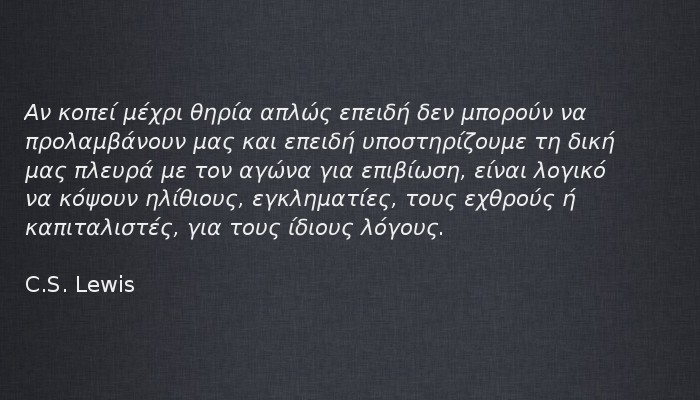 Αν κοπεί μέχρι θηρία απλώς επειδή δεν μπορούν να
προλαμβάνουν μας και επειδή υποστηρίζουμε τη δική
μας πλευρά με τον αγώνα για επιβίωση, είναι λογικό
να κόψουν ηλίθιους, εγκληματίες, τους εχθρούς ή
καπιταλιστές, για τους ίδιους λόγους.
C.S. Lewis